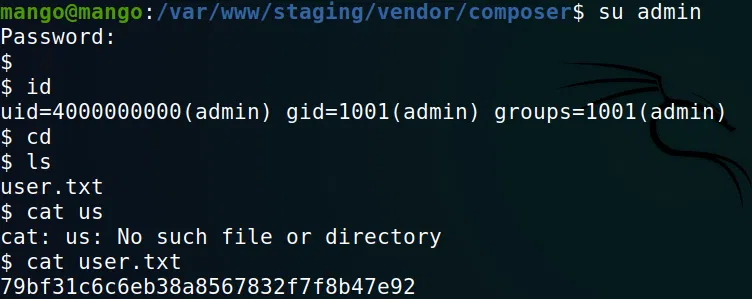 mango@mango:/var/www/staging/vendor/composer$ su admin
Password:
$
$ id
uid=4000000000(admin) gid=1001(admin) groups=1001(admin)
$ cd
$ ls
user.txt
$ cat us
cat: us: No such file or directory
$ cat user.txt
79bf31c6c6eb38a8567832f7f8b47e92